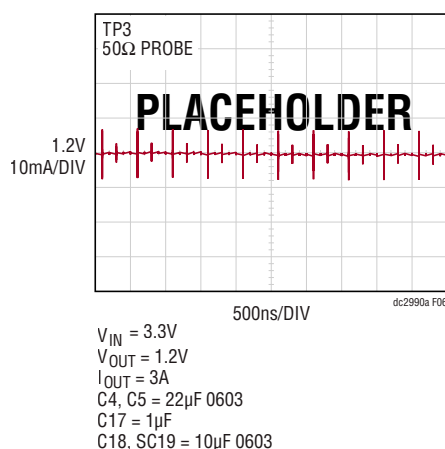 TP3
50Ω PROBE
PLACEHOLDER
1.2V
10mA/DIV
500ns/DIV
dc2990a F06
VIN = 3.3V
VOUT = 1.2V
IOUT = 3A
C4, C5 = 22µF 0603
C17 = 1µF
C18, SC19 = 10µF 0603